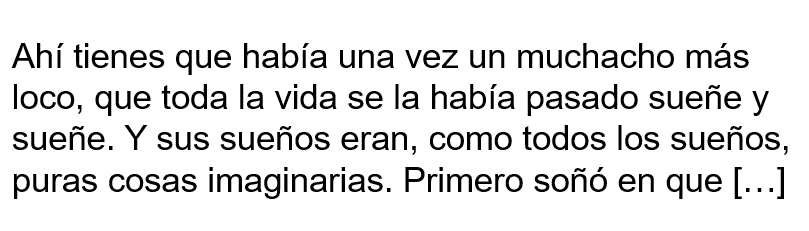 Ahí tienes que había una vez un muchacho más
loco, que toda la vida se la había pasado sueñe y
sueñe. Y sus sueños eran, como todos los sueños,
puras cosas imaginarias. Primero soñó en que […]